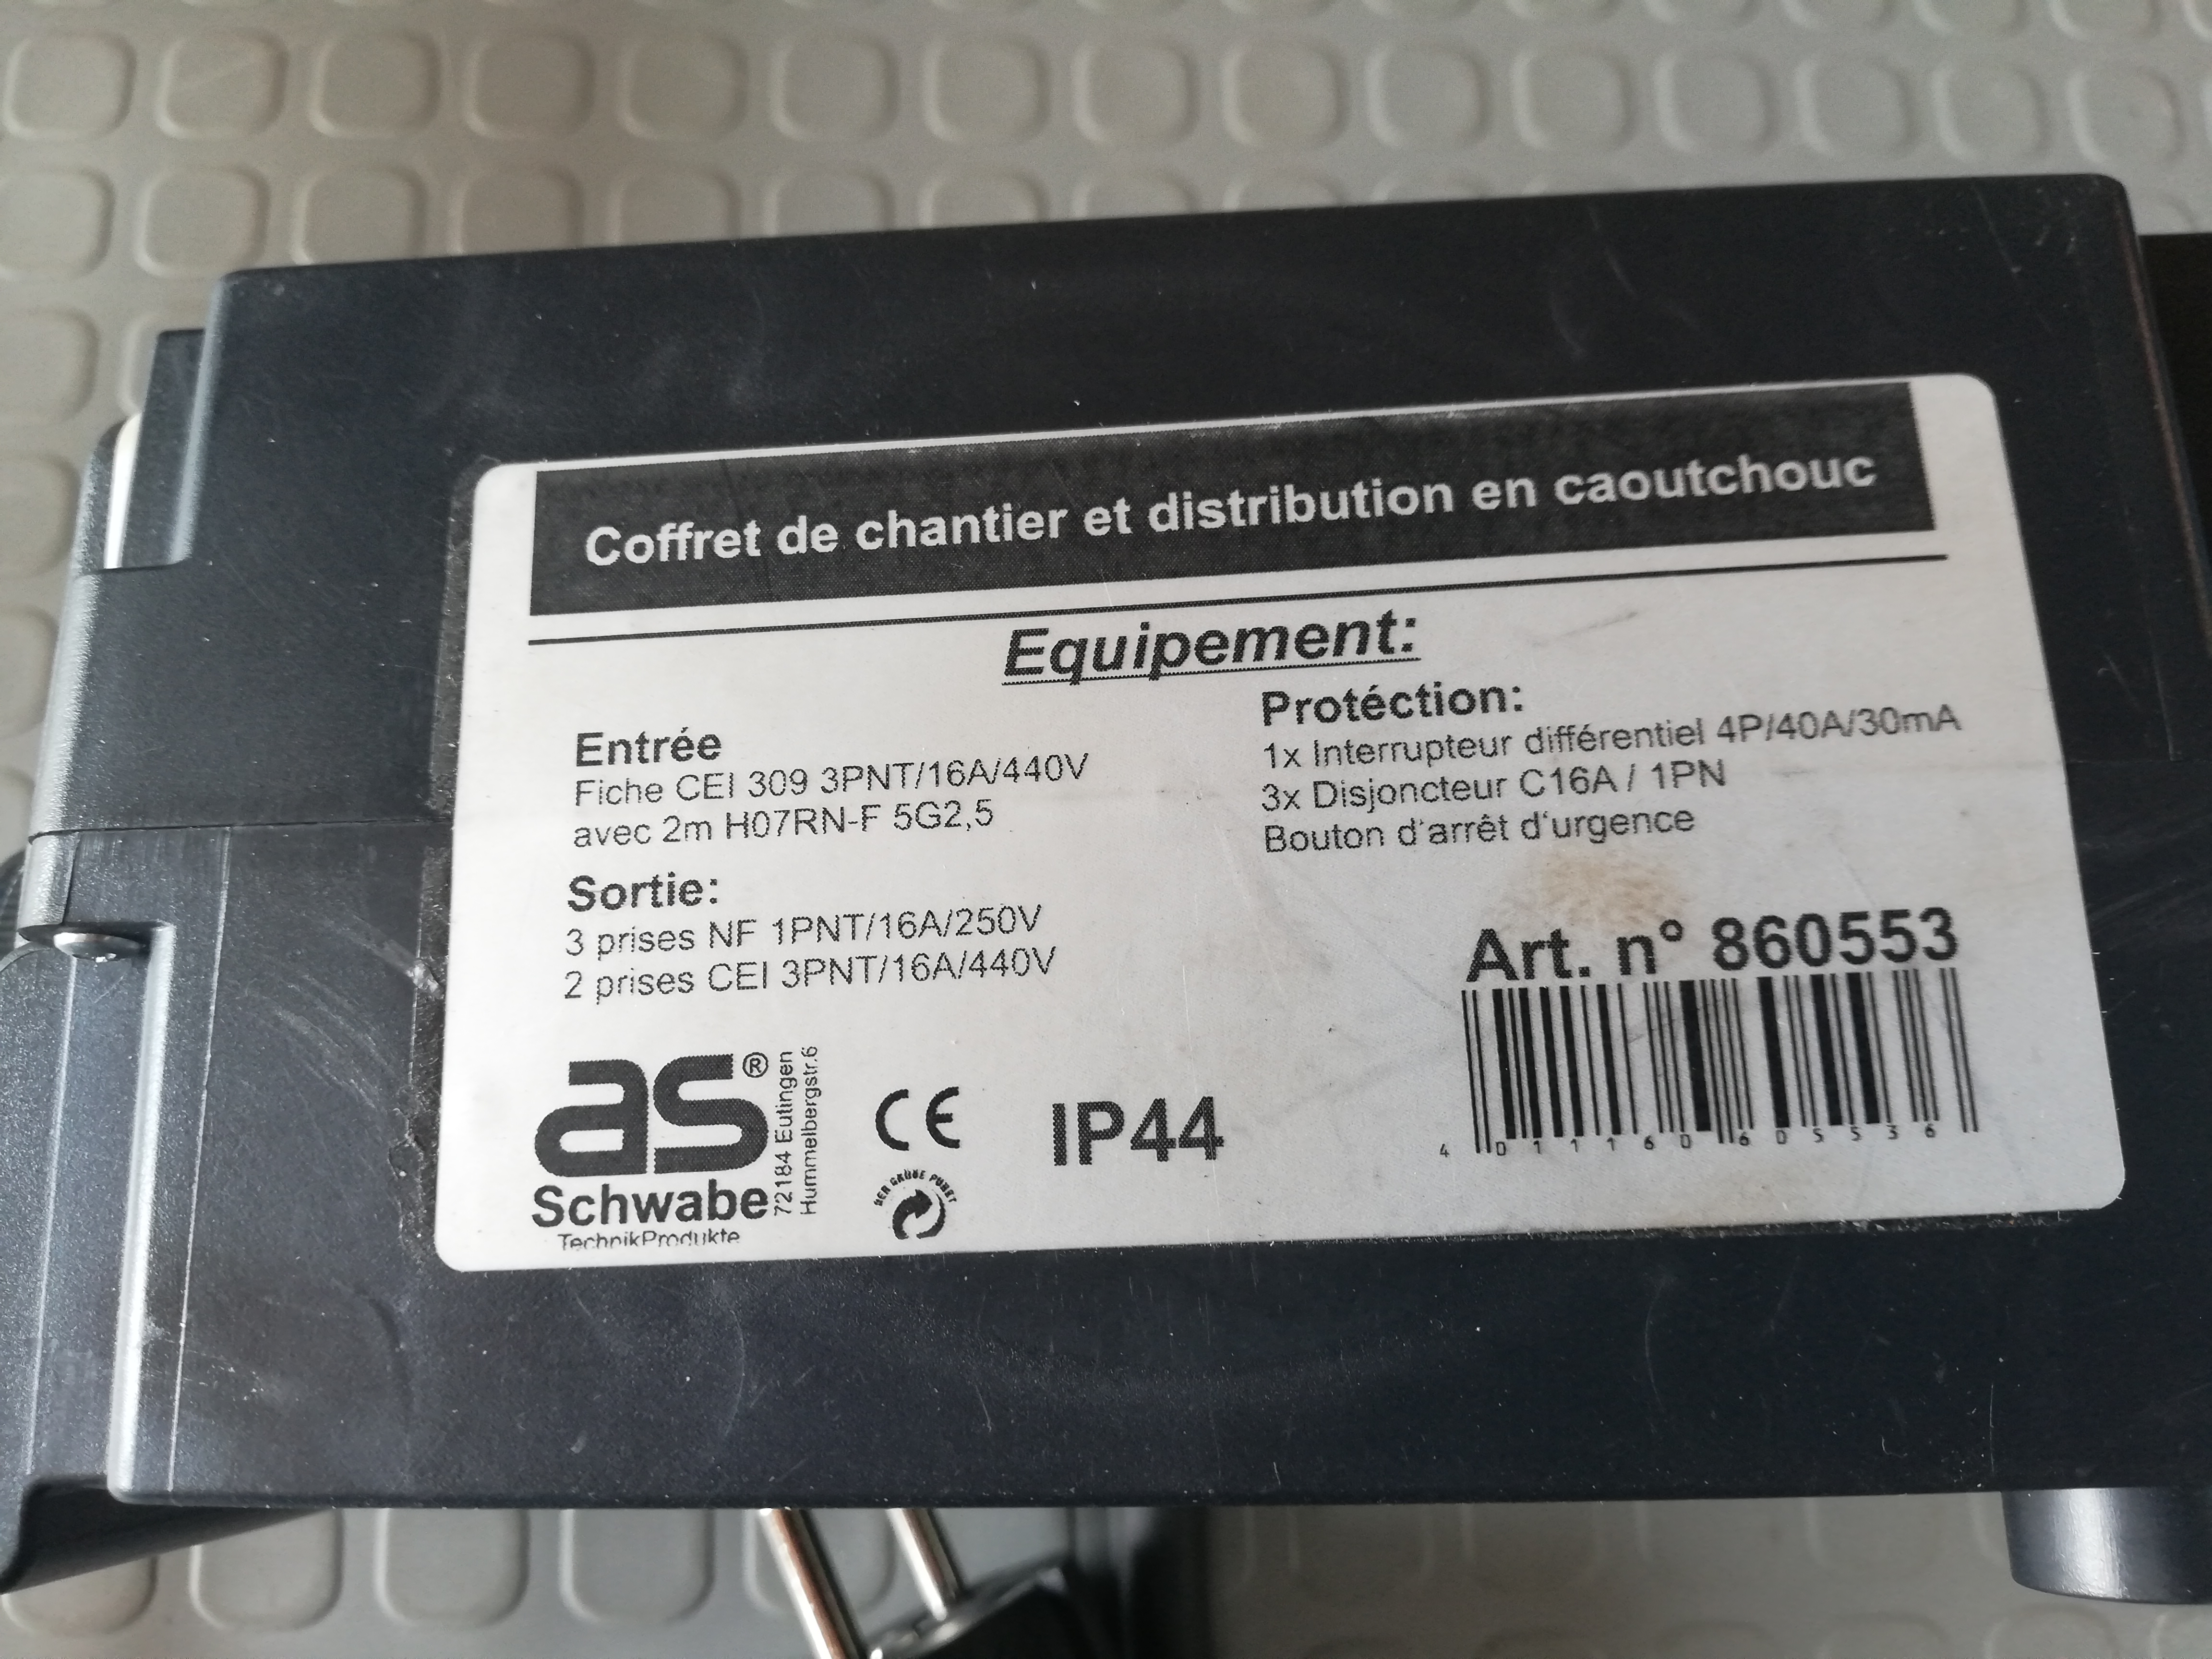 Coffret de chantier et distribution en caoutchouc
Equipement:
Entrée
Fiche CEI 309 3PNT/16A/440V
avec 2m H07RN-F 5G2,5
Sortie:
3 prises NF 1PNT/16A/250V
2 prises CEI 3PNT/16A/440V
Protéction:
1x Interrupteur différentiel 4P/40A/30mA
3x Disjoncteur C16A / 1PN
Bouton d'arrêt d'urgence
Art. n° 860553
4 011160 605536
as®
Schwabe
TechnikProdukte
72184 Eutingen
Hummelbergstr.6
CE
DER GRÜNE PUNKT
IP44